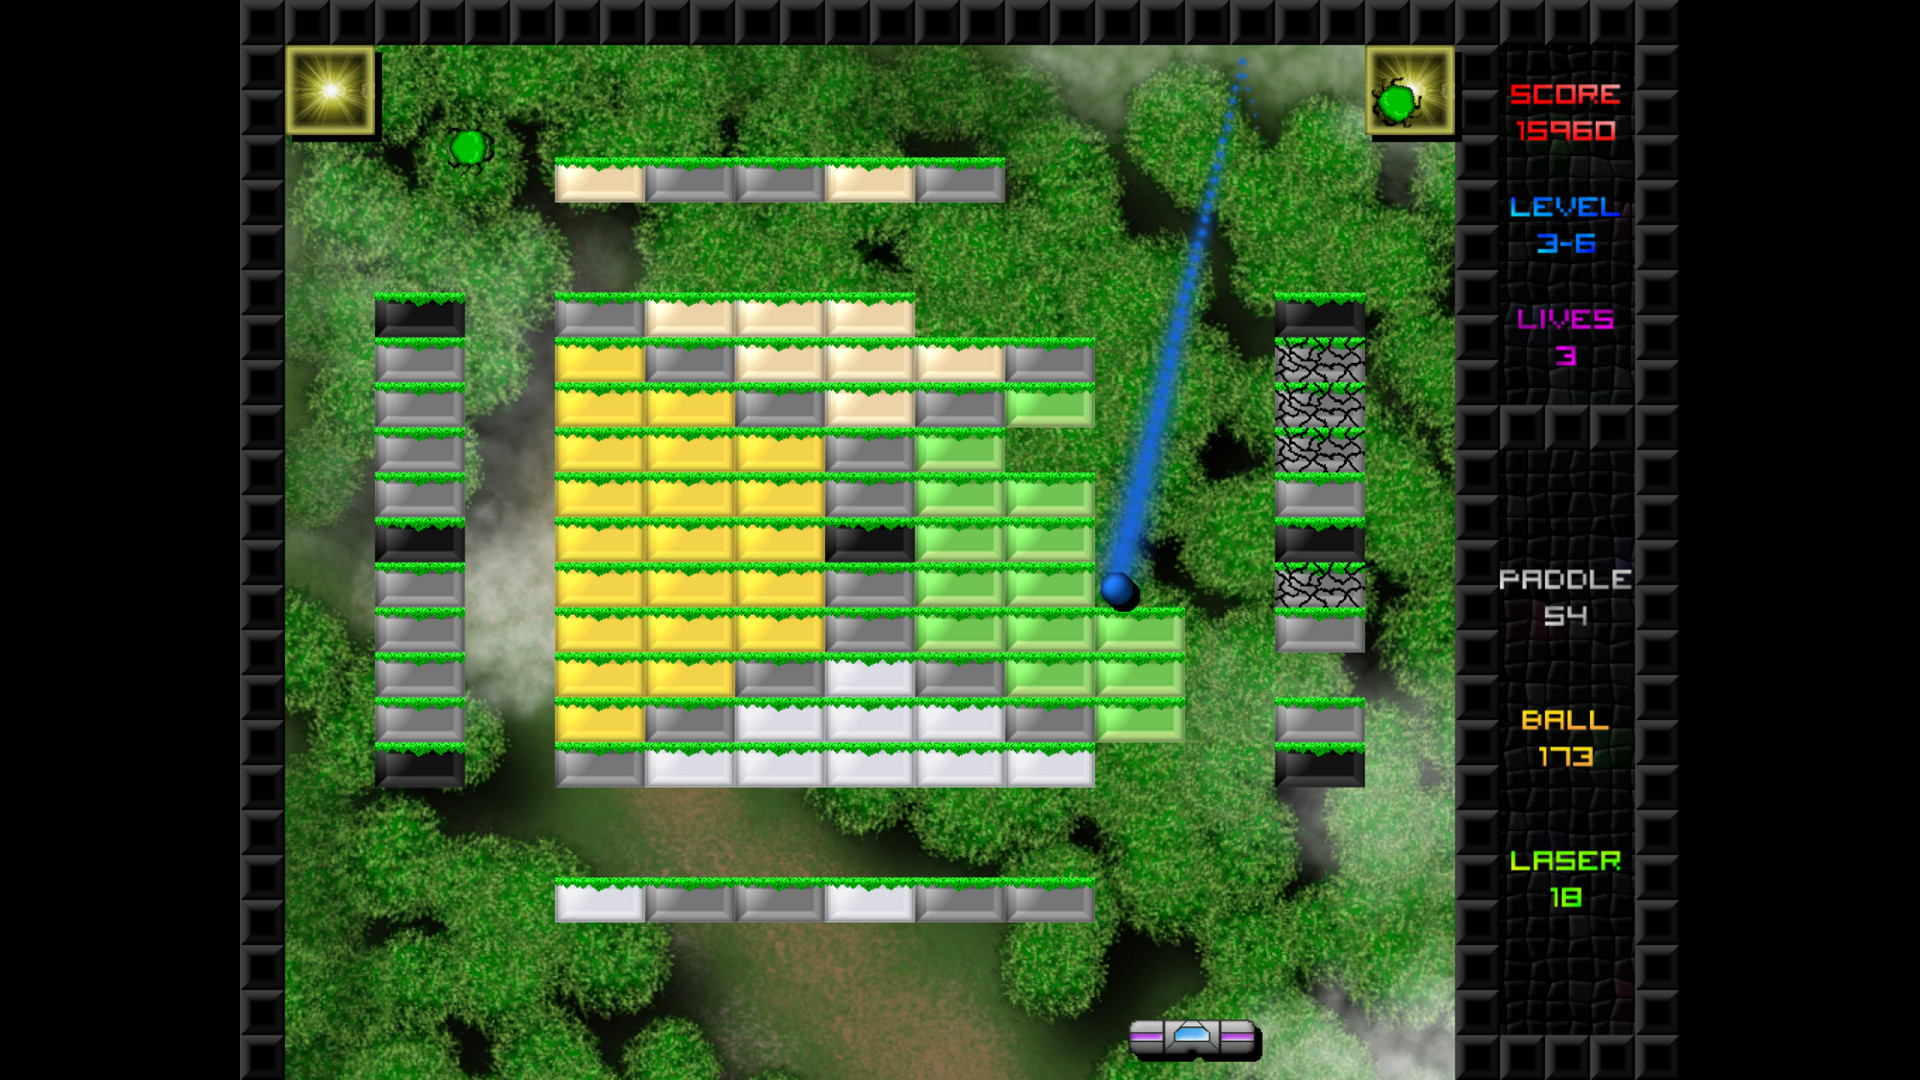 SCORE
15960
LEVEL
3-6
LIVES
3
PADDLE
54
BALL
173
LASER
18